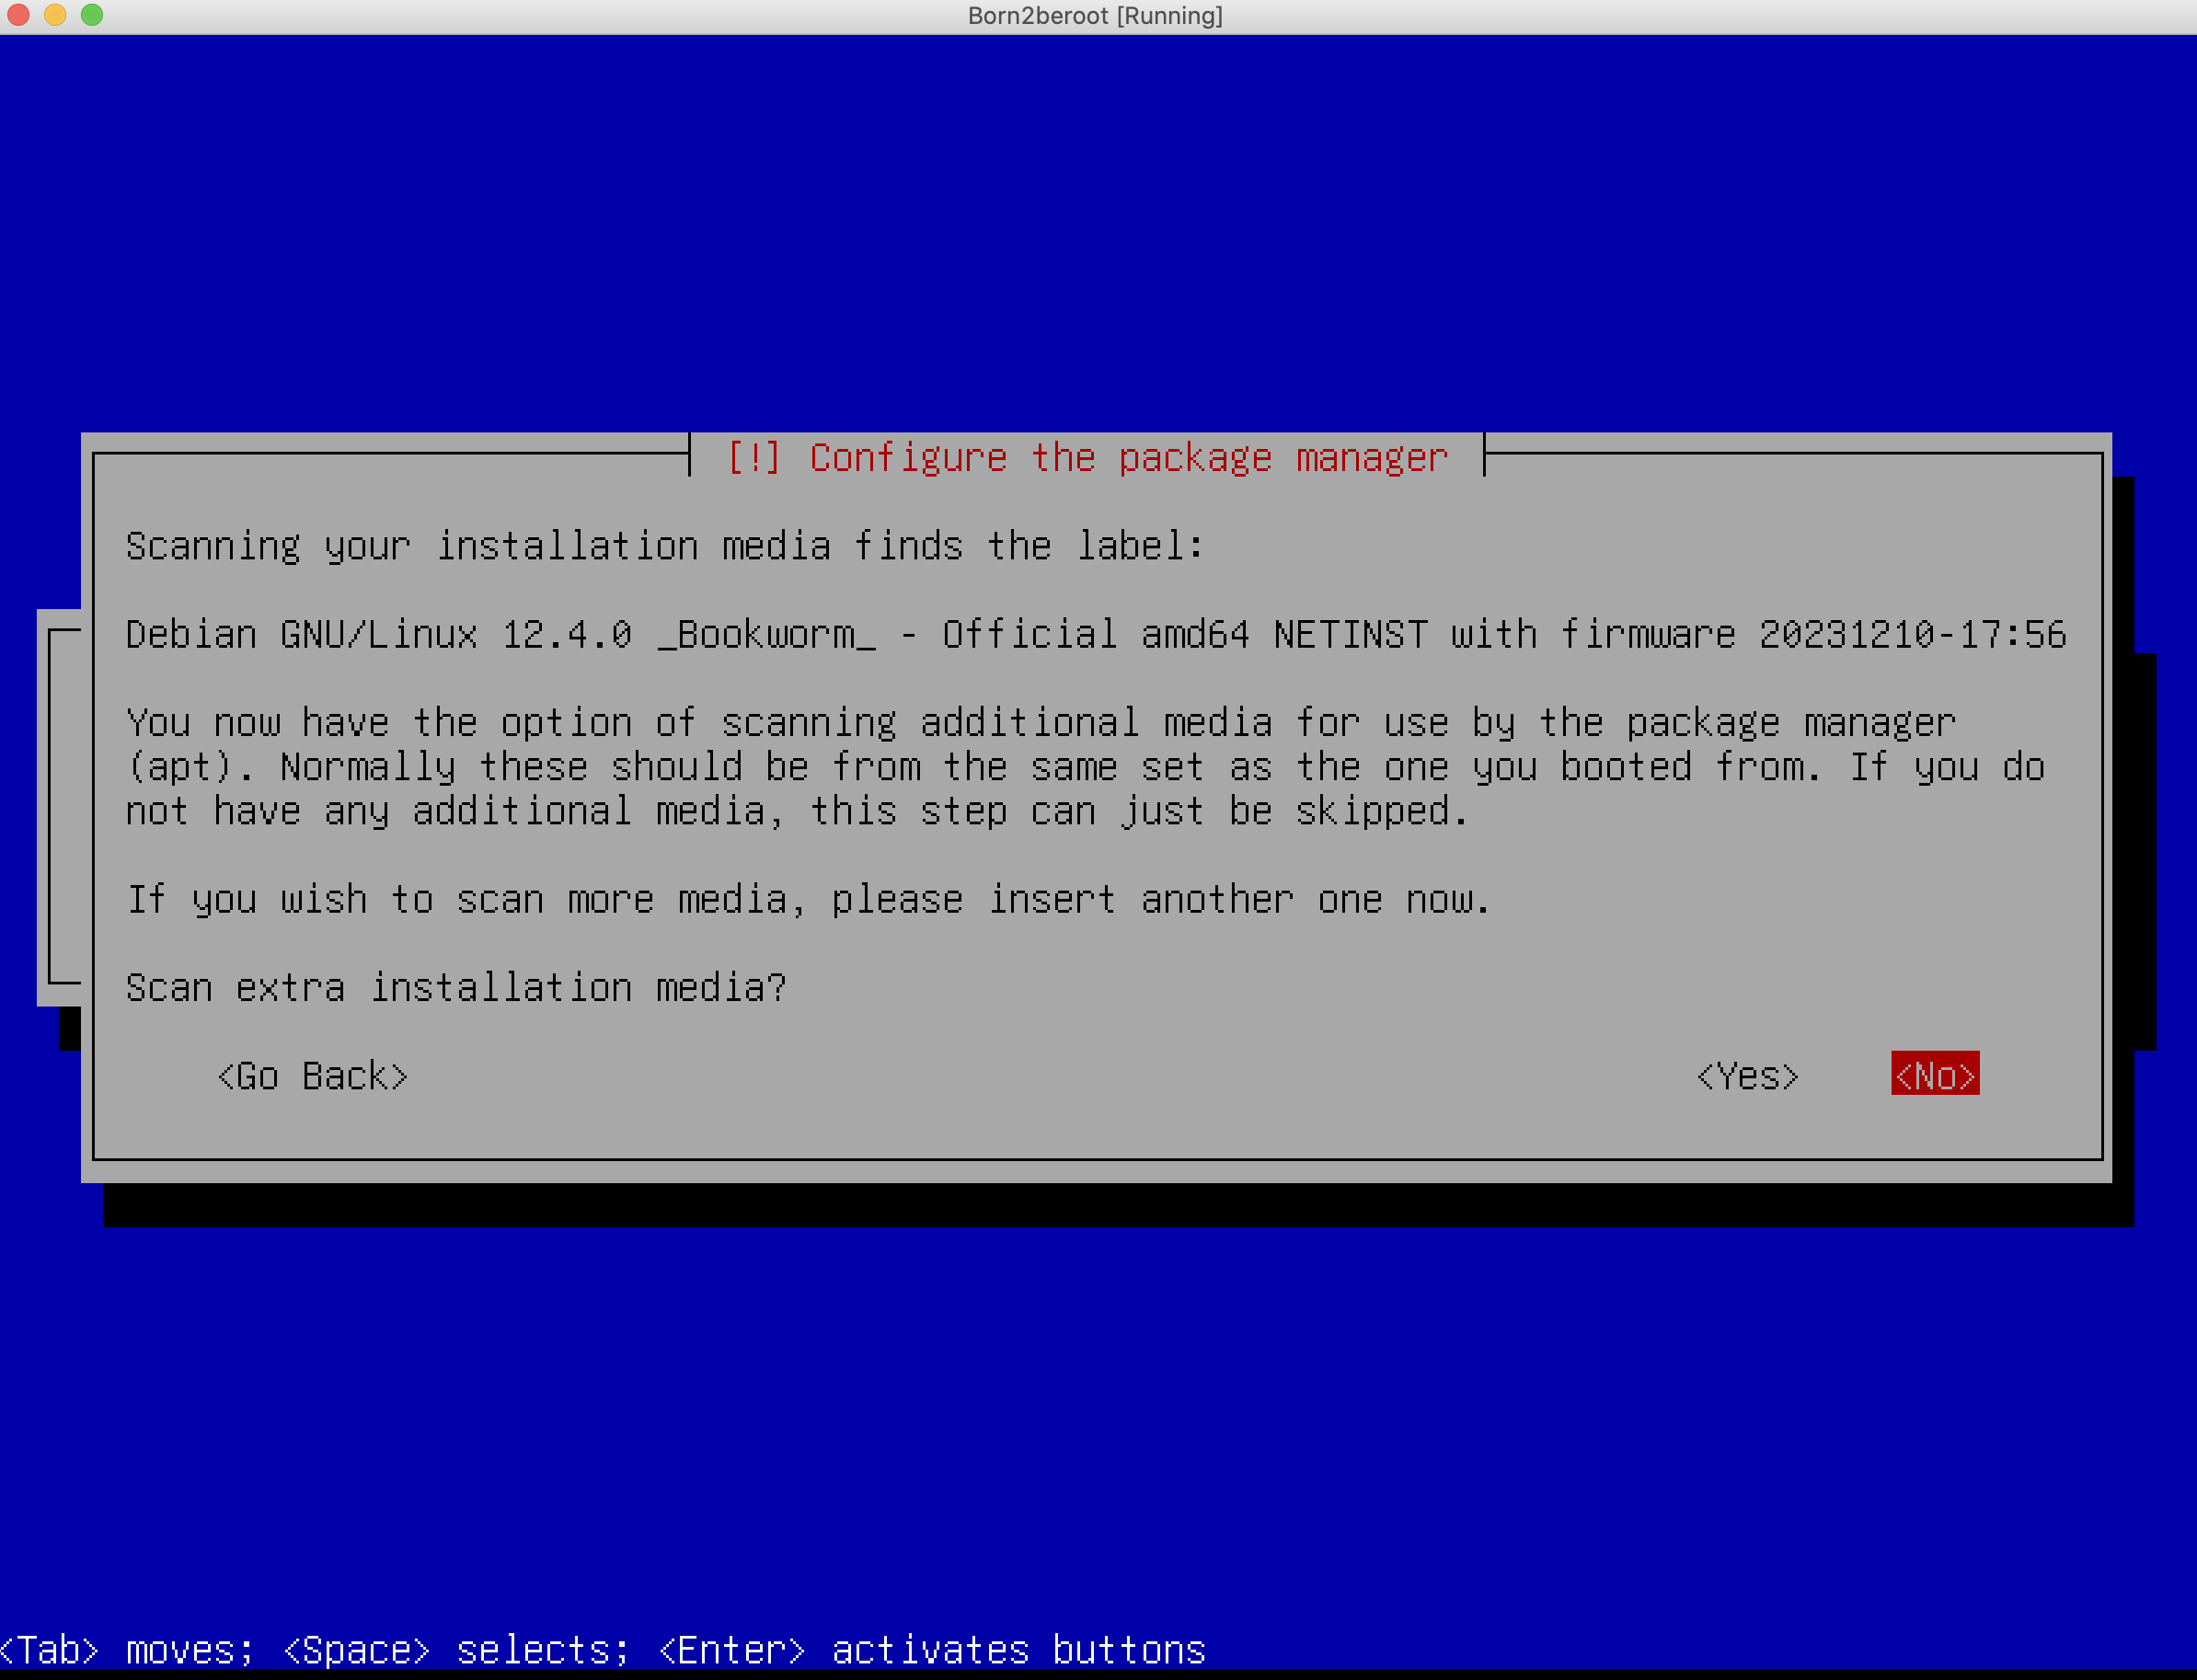 Born2beroot [Running]
[!] Configure the package manager
Scanning your installation media finds the label:
Debian GNU/Linux 12.4.0 _Bookworm_ - Official amd64 NETINST with firmware 20231210-17:56
You now have the option of scanning additional media for use by the package manager
(apt). Normally these should be from the same set as the one you booted from. If you do
not have any additional media, this step can just be skipped.
If you wish to scan more media, please insert another one now.
Scan extra installation media?
<Go Back> <Yes> <No>
<Tab> moves; <Space> selects; <Enter> activates buttons